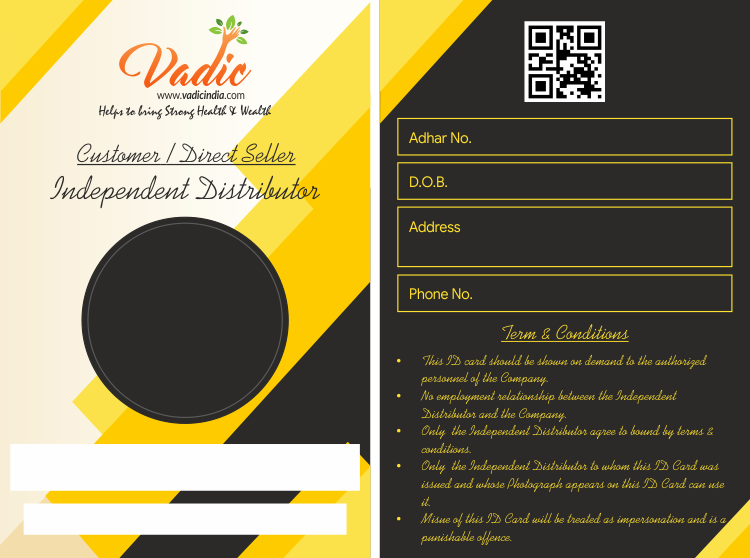 Vadic
www.vadicindia.com
Helps to bring Strong Health & Wealth
Customer / Direct Seller
Independent Distributor
Adhar No.
D.O.B.
Address
Phone No.
Term & Conditions
• This ID card should be shown on demand to the authorized
personnel of the Company.
• No employment relationship between the Independent
Distributor and the Company.
• Only the Independent Distributor agree to bound by terms &
conditions.
• Only the Independent Distributor to whom this ID Card was
issued and whose Photograph appears on this ID Card can use
it.
• Misue of this ID Card will be treated as impersonation and is a
punishable offence.